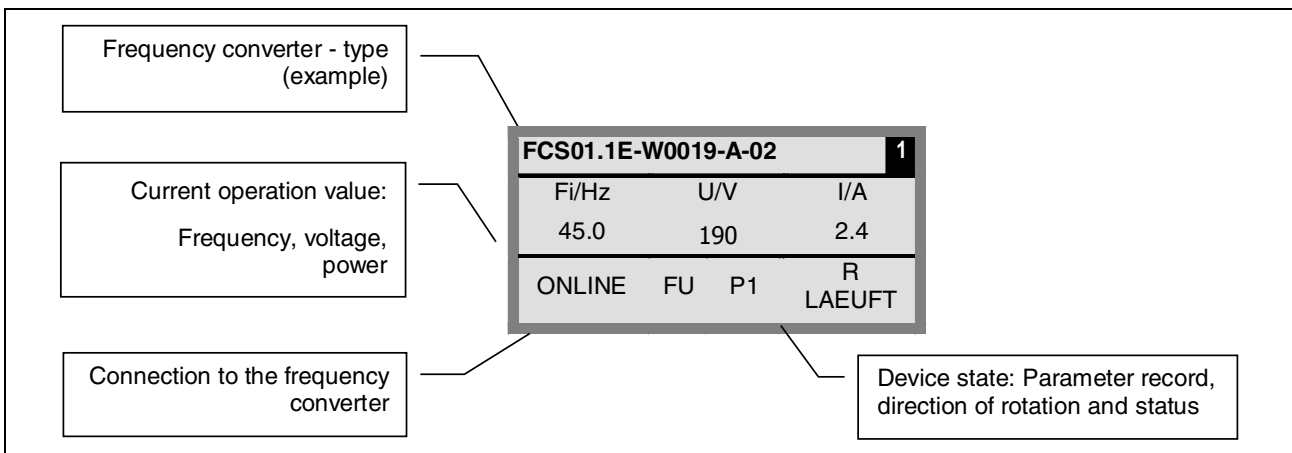 Frequency converter - type
(example)
FCS01.1E-W0019-A-02 1
Current operation value:
Frequency, voltage,
power
Fi/Hz U/V I/A
45.0 190 2.4
ONLINE FU P1 R
LAEUFT
Connection to the frequency
converter
Device state: Parameter record,
direction of rotation and status